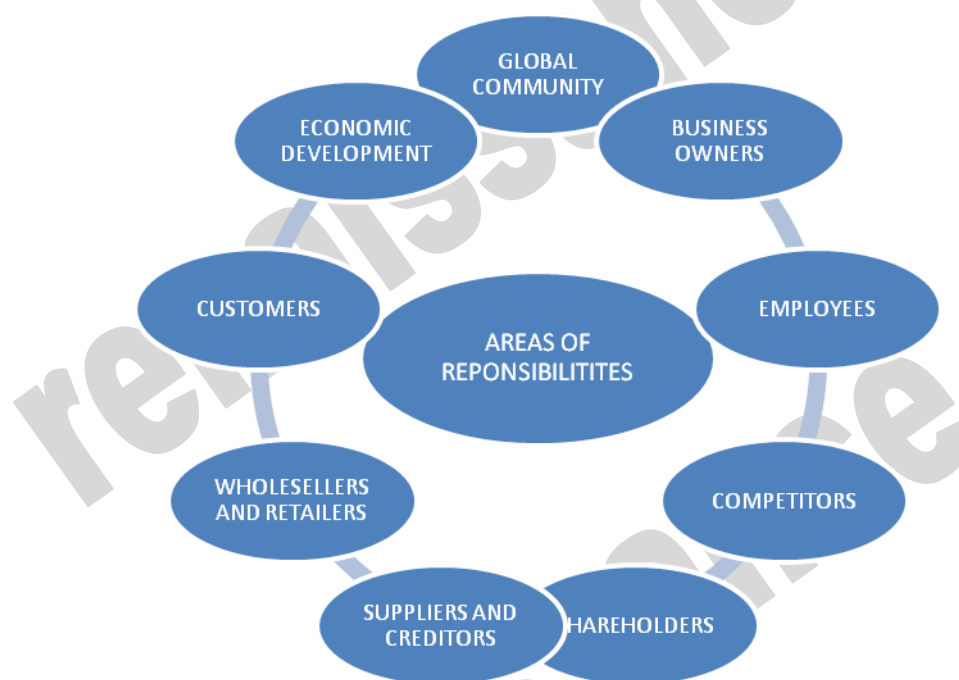 GLOBAL
COMMUNITY
BUSINESS
OWNERS
EMPLOYEES
COMPETITORS
HAREHOLDERS
SUPPLIERS AND
CREDITORS
WHOLESELLERS
AND RETAILERS
CUSTOMERS
ECONOMIC
DEVELOPMENT
AREAS OF
REPONSIBILITITES